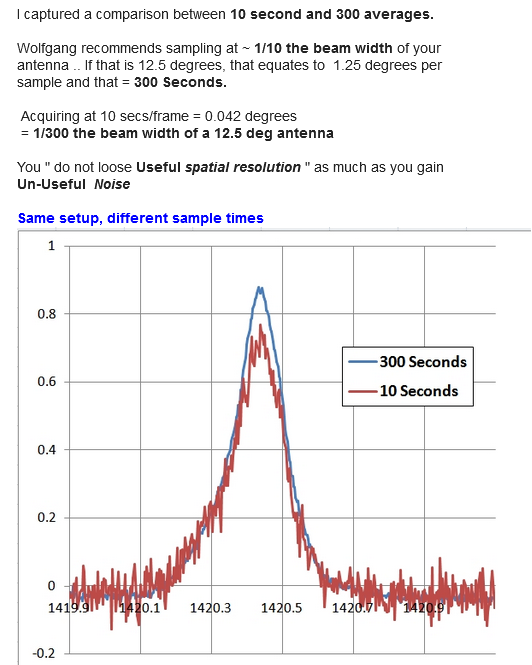 I captured a comparison between 10 second and 300 averages.
Wolfgang recommends sampling at ~ 1/10 the beam width of your
antenna .. If that is 12.5 degrees, that equates to 1.25 degrees per
sample and that = 300 Seconds.
Acquiring at 10 secs/frame = 0.042 degrees
= 1/300 the beam width of a 12.5 deg antenna
You " do not loose Useful spatial resolution " as much as you gain
Un-Useful Noise
Same setup, different sample times
1
0.8
0.6
0.4
0.2
0
-0.2
300 Seconds
10 Seconds
1419.9
1420.1
1420.3
1420.5
1420.7
1420.9